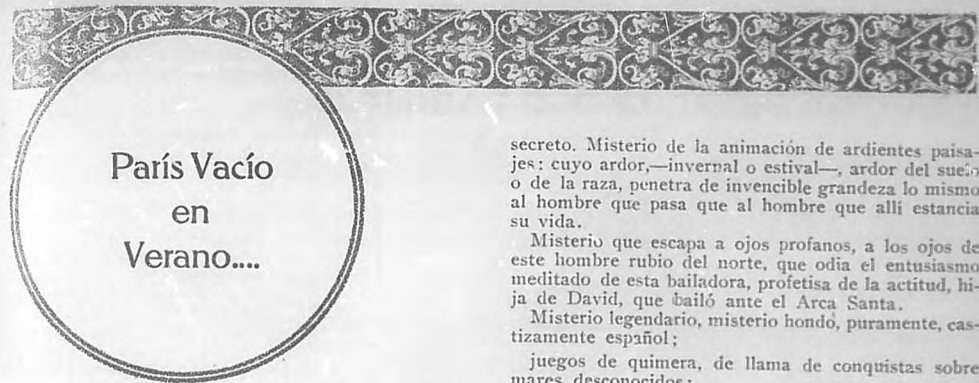 París Vacío
en
Verano....
secreto. Misterio de la animación de ardientes paisa-
jes: cuyo ardor,—invernal o estival—, ardor del suelo
o de la raza, penetra de invencible grandeza lo mismo
al hombre que pasa que al hombre que allí estancia
su vida.
Misterio que escapa a ojos profanos, a los ojos de
este hombre rubio del norte, que odia el entusiasmo
meditado de esta bailadora, profetisa de la actitud, hi-
ja de David, que bailó ante el Arca Santa.
Misterio legendario, misterio hondo, puramente, cas-
tizamente español;
juegos de quimera, de llama de conquistas sobre
mares desconocidos;